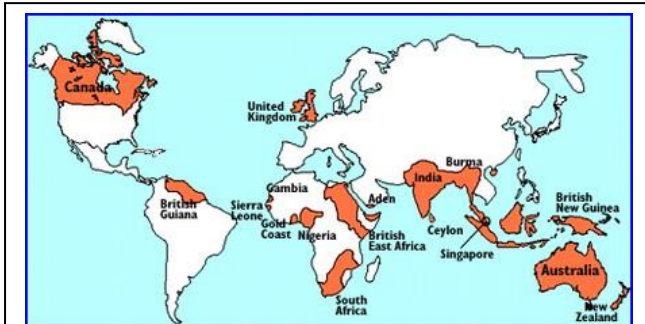 Canada
United
Kingdom
British
Guiana
Gambia
Sierra
Leone
Gold
Coast
Nigeria
Aden
British
East Africa
South
Africa
India
Burma
Ceylon
Singapore
British
New Guinea
Australia
New
Zealand